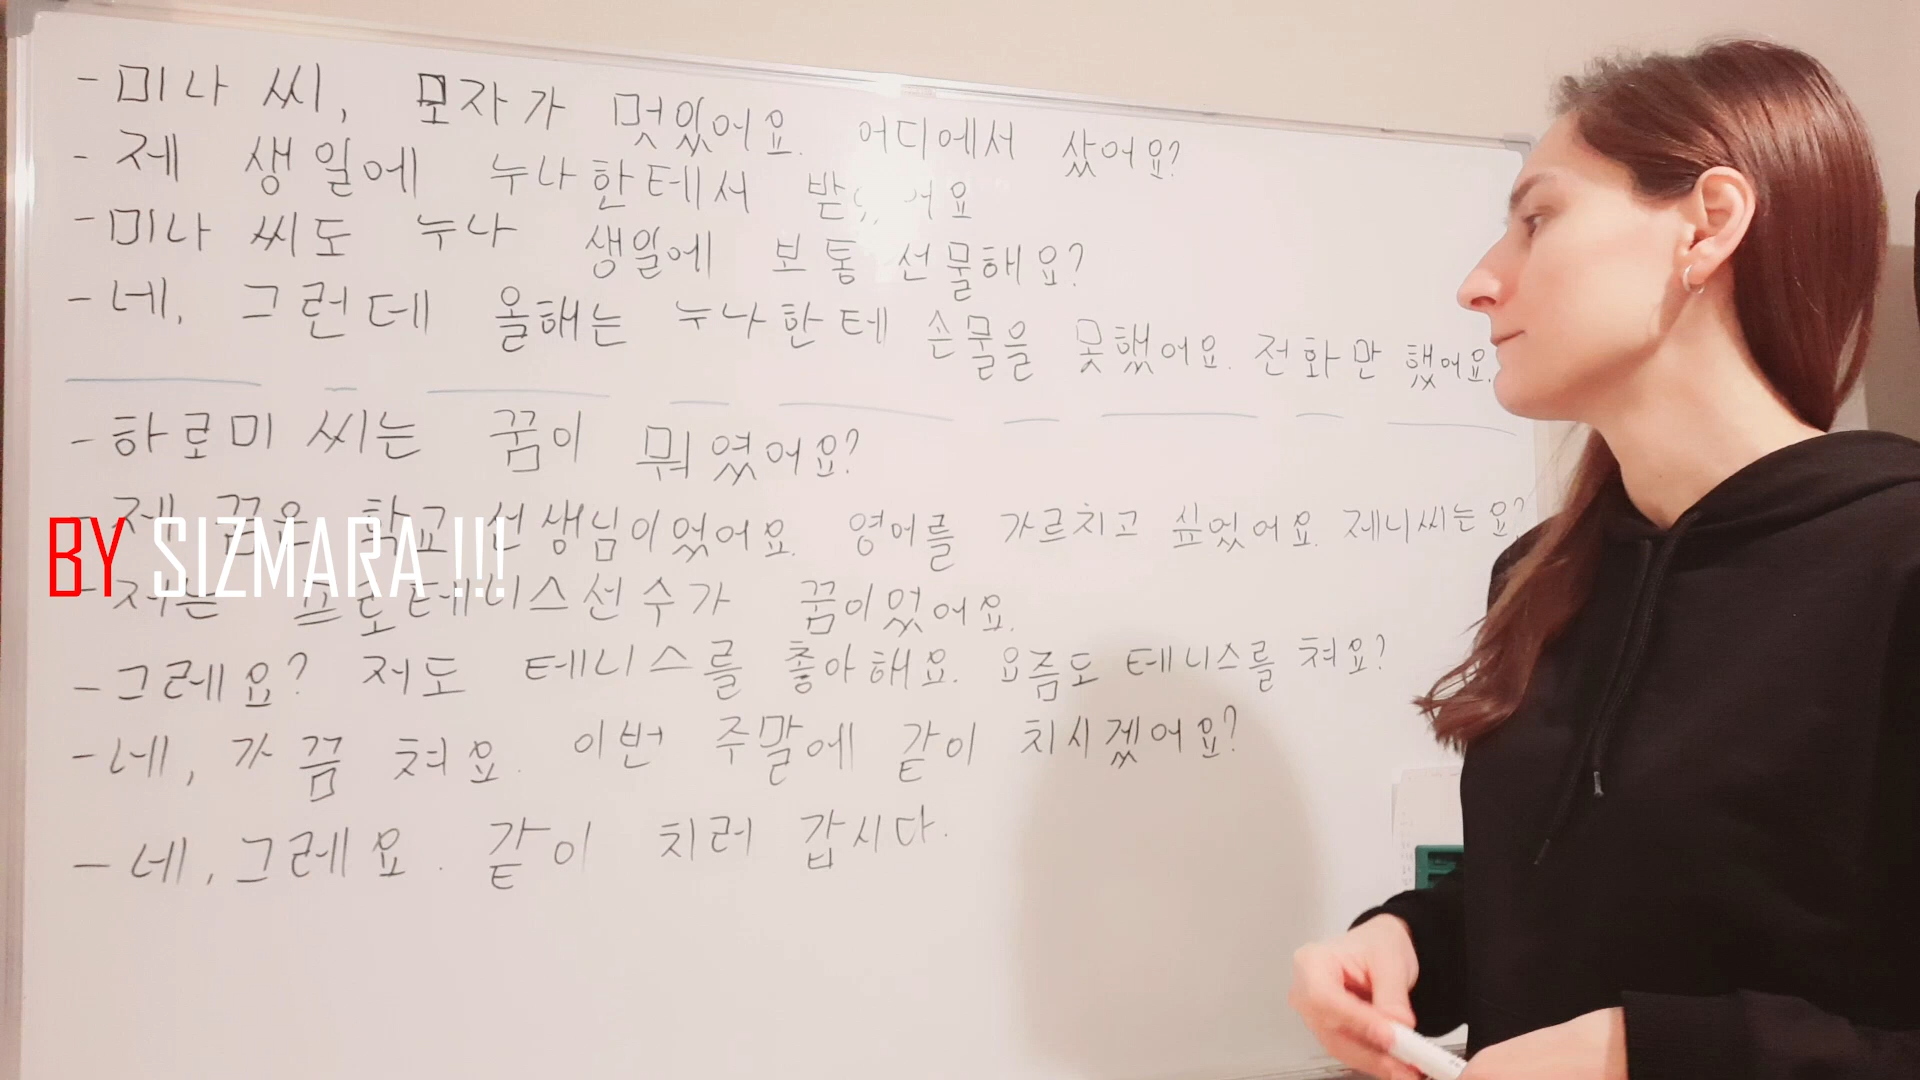 - 미나 씨, 모자가 멋있어요. 어디에서 샀어요?
- 제 생일에 누나한테서 받았어요
- 미나 씨도 누나 생일에 보통 선물해요?
- 네, 그런데 올해는 누나한테 손물을 못했어요. 전화만 했어요.
- 하로미 씨는 꿈이 뭐였어요?
- 제 꿈은 학교 선생님이었어요. 영어를 가르치고 싶었어요. 제니씨는요?
BY SIZMARA !!!
- 저는 프로테니스선수가 꿈이었어요.
- 그레요? 저도 테니스를 좋아해요. 요즘도 테니스를 쳐요?
- 네, 가끔 쳐요. 이번 주말에 같이 치시겠어요?
- 네, 그레요. 같이 치러 갑시다.